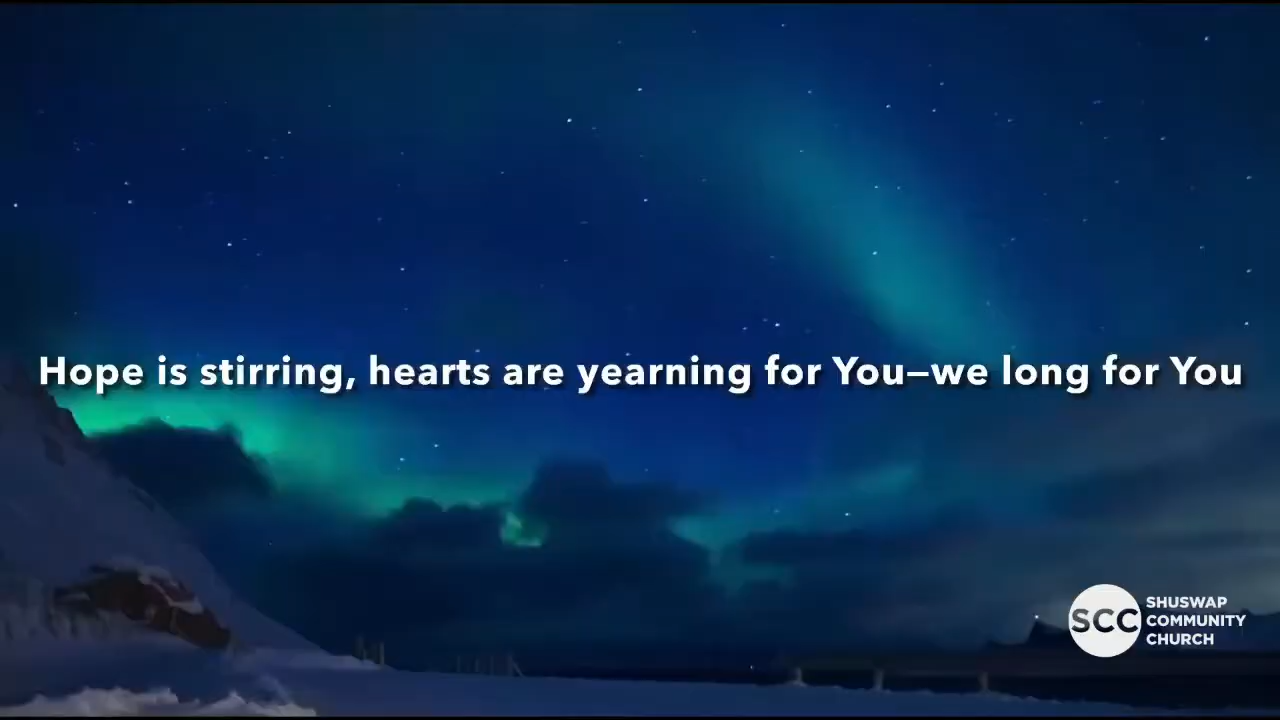 Hope is stirring, hearts are yearning for You—we long for You
SCC
SHUSWAP
COMMUNITY
CHURCH